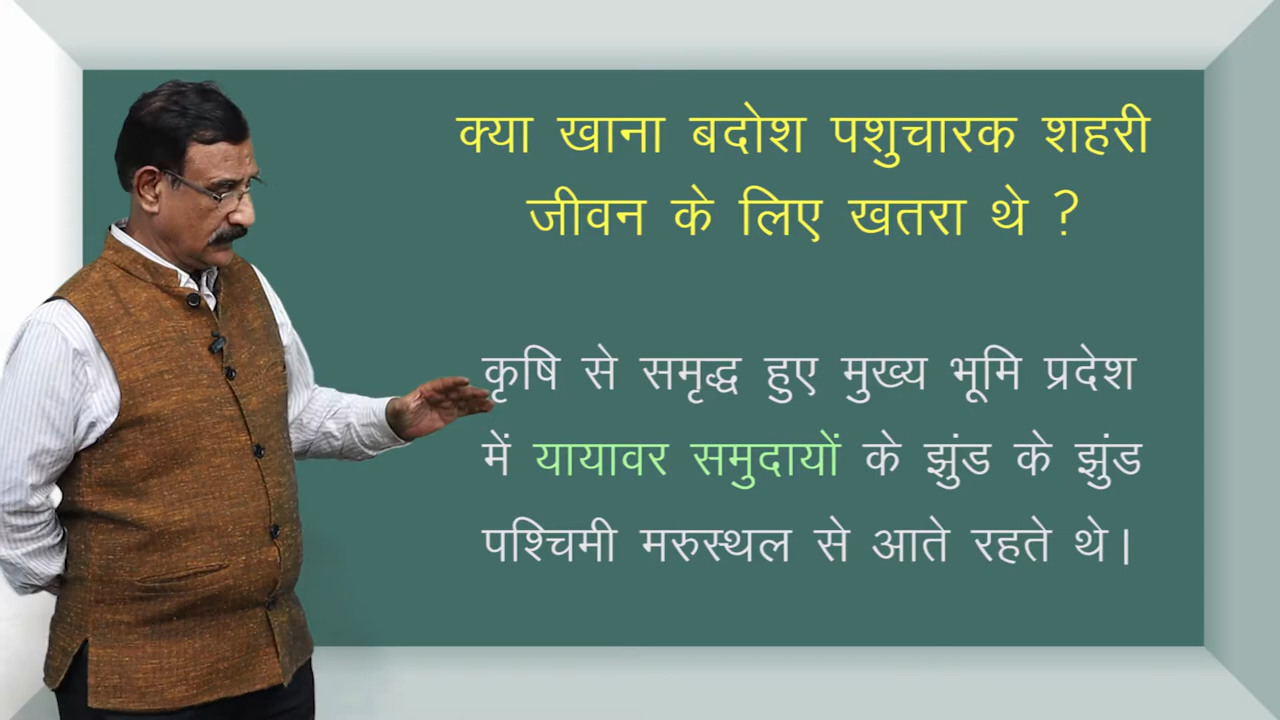 क्या खाना बदोश पशुचारक शहरी
जीवन के लिए खतरा थे ?
कृषि से समृद्ध हुए मुख्य भूमि प्रदेश
में यायावर समुदायों के झुंड के झुंड
पश्चिमी मरुस्थल से आते रहते थे।